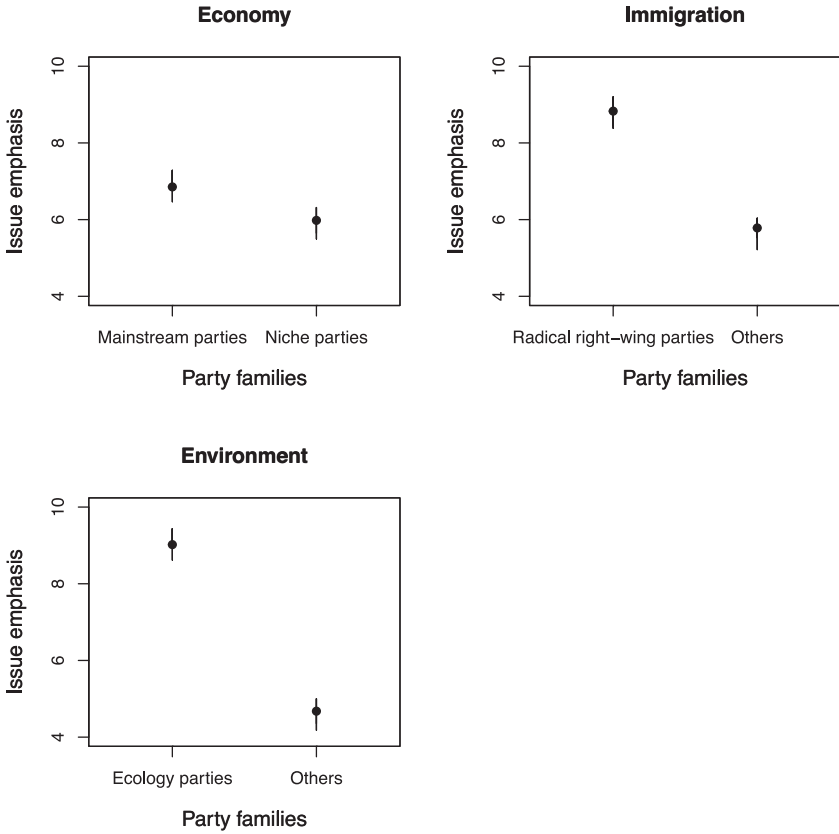 Economy
Issue emphasis
10
8
6
4
Mainstream parties Niche parties
Party families
Immigration
Issue emphasis
10
8
6
4
Radical right−wing parties Others
Party families
Environment
Issue emphasis
10
8
6
4
Ecology parties Others
Party families